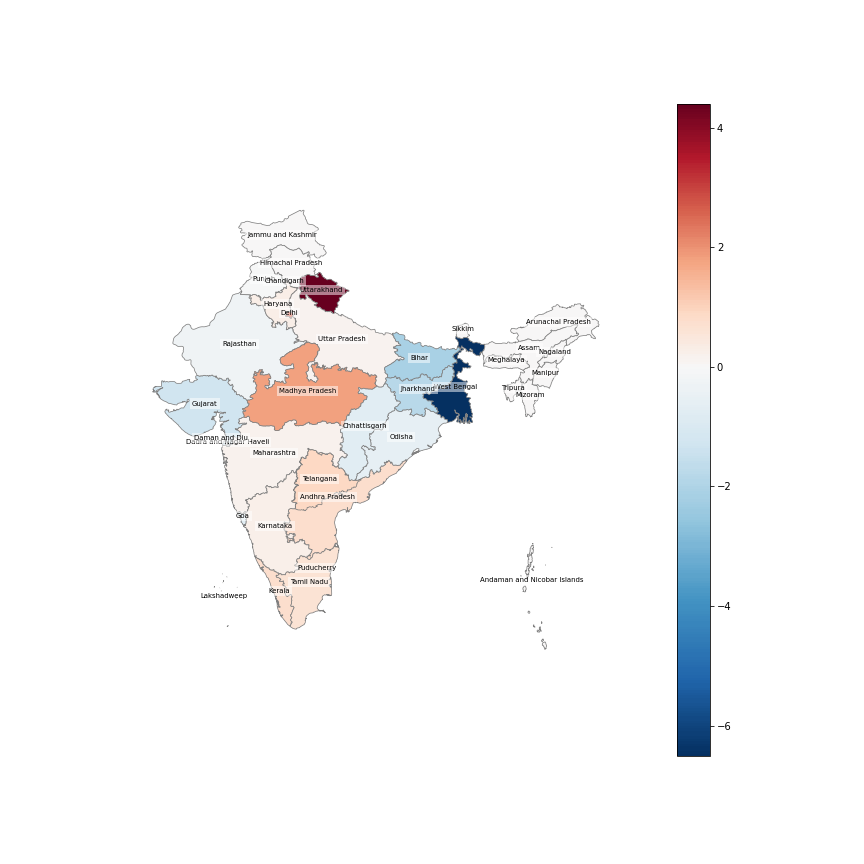 Jammu and Kashmir
Himachal Pradesh
Chandigarh
Uttarakhand
Haryana
Delhi
Uttar Pradesh
Rajasthan
Sikkim
Arunachal Pradesh
Assam
Nagaland
Meghalaya
Manipur
Tripura
Mizoram
Bihar
Jharkhand
West Bengal
Madhya Pradesh
Gujarat
Chhattisgarh
Odisha
Daman and Diu
Dadra and Nagar Haveli
Maharashtra
Telangana
Andhra Pradesh
Goa
Karnataka
Puducherry
Tamil Nadu
Kerala
Lakshadweep
Andaman and Nicobar Islands
4
2
0
−2
−4
−6